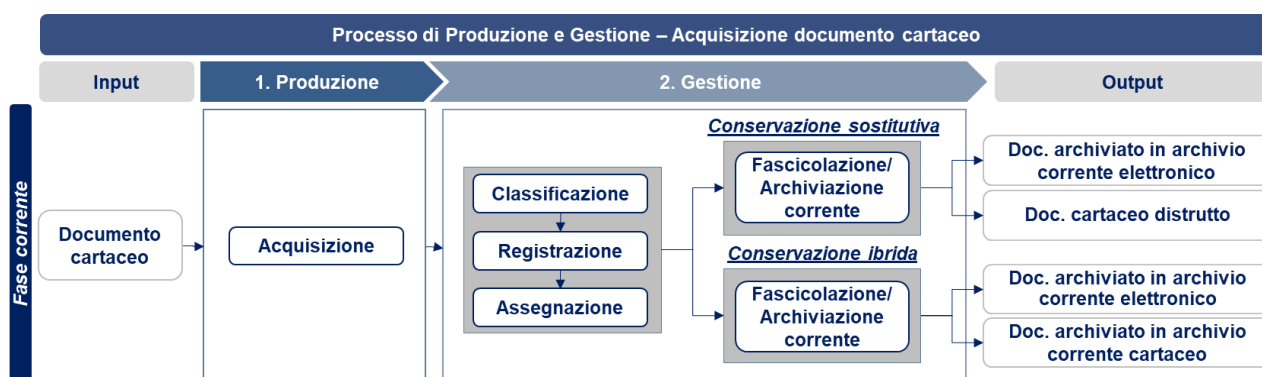 Processo di Produzione e Gestione – Acquisizione documento cartaceo
Input
1. Produzione
2. Gestione
Output
Fase corrente
Documento
cartaceo
Acquisizione
Classificazione
Registrazione
Assegnazione
Conservazione sostitutiva
Fascicolazione/
Archiviazione
corrente
Conservazione ibrida
Fascicolazione/
Archiviazione
corrente
Doc. archiviato in archivio
corrente elettronico
Doc. cartaceo distrutto
Doc. archiviato in archivio
corrente elettronico
Doc. archiviato in archivio
corrente cartaceo